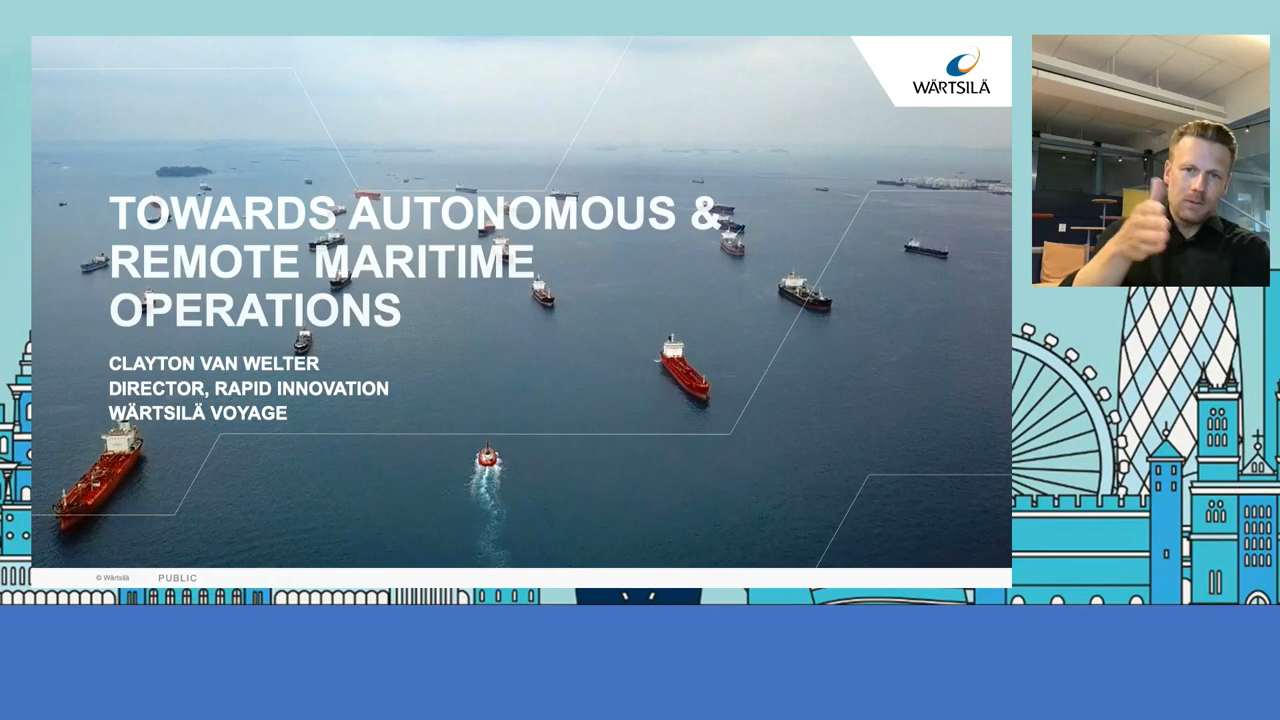 WÄRTSILÄ
TOWARDS AUTONOMOUS &
REMOTE MARITIME
OPERATIONS
CLAYTON VAN WELTER
DIRECTOR, RAPID INNOVATION
WÄRTSILÄ VOYAGE
© Wärtsilä PUBLIC